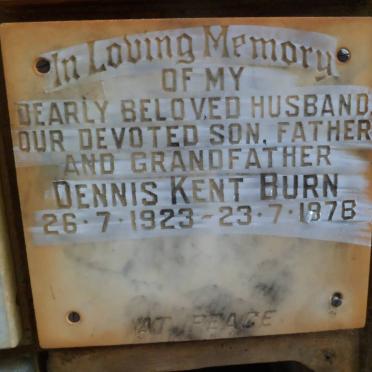 In Loving Memory
OF MY
DEARLY BELOVED HUSBAND,
OUR DEVOTED SON, FATHER
AND GRANDFATHER
DENNIS KENT BURN
26·7·1923 - 23·7·1978
AT PEACE